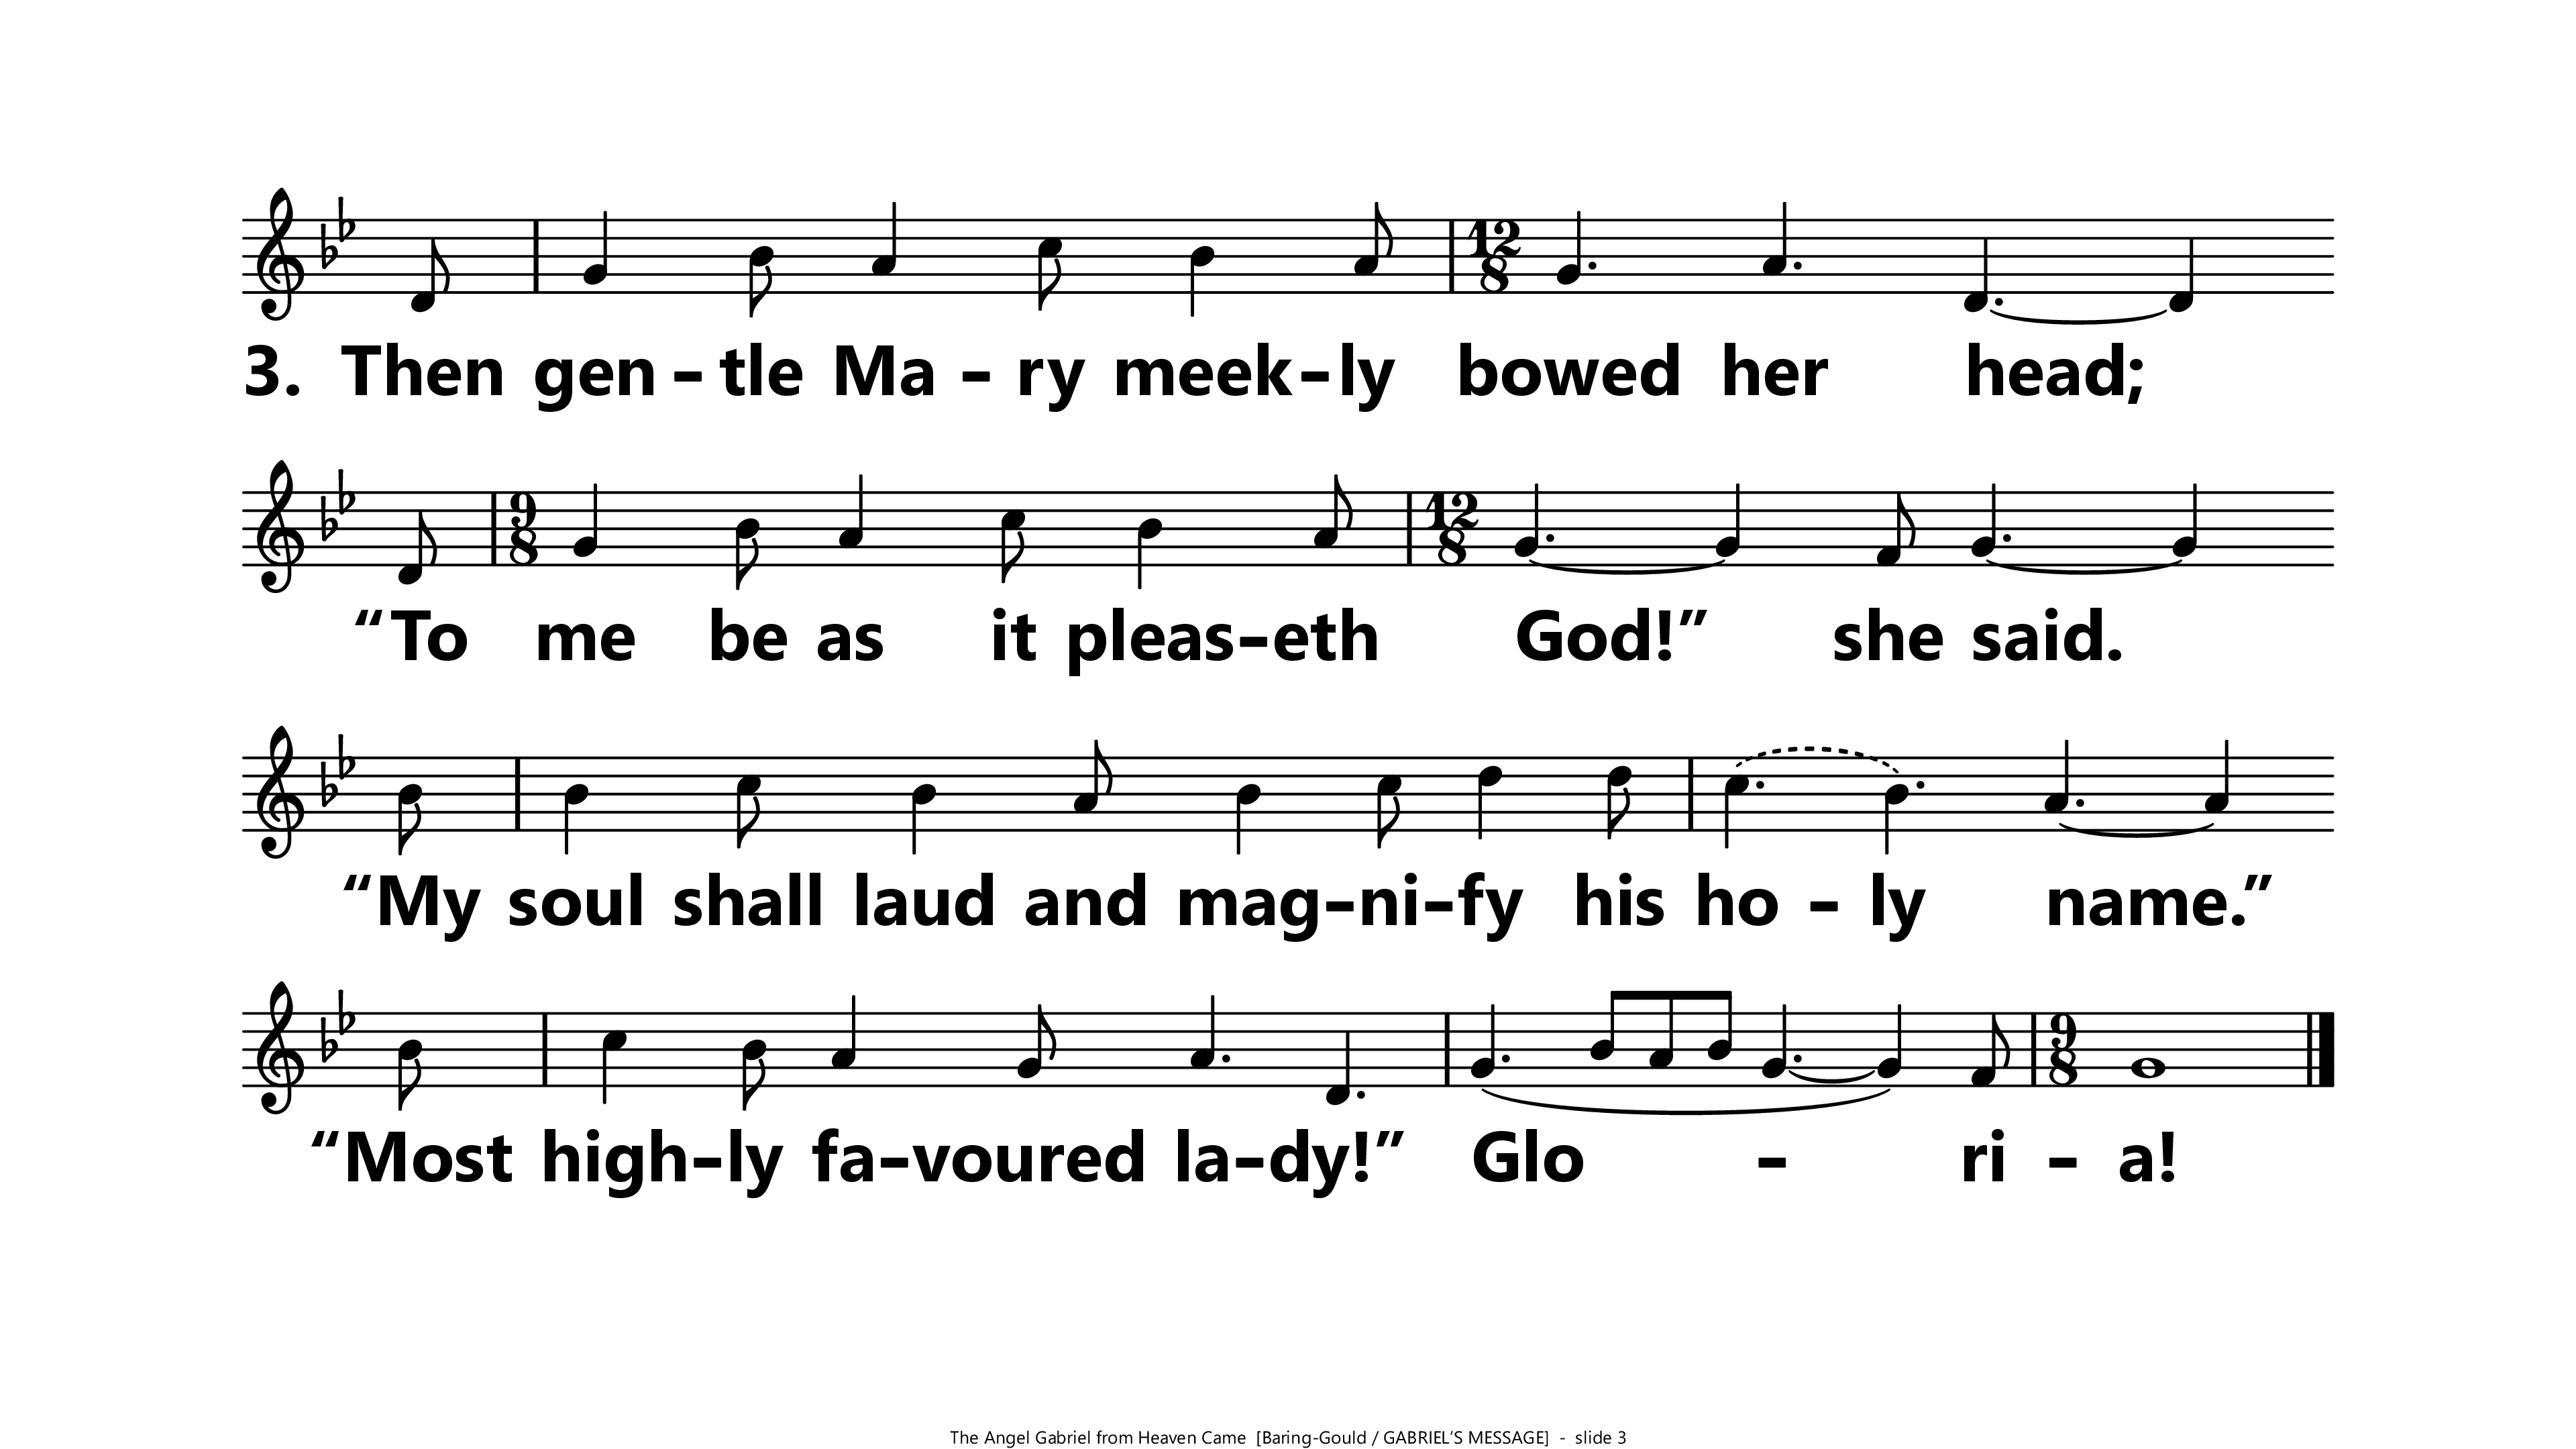 3. Then gen-tle Ma-ry meek-ly bowed her head;
“To me be as it pleas-eth God!” she said.
“My soul shall laud and mag-ni-fy his ho-ly name.”
“Most high-ly fa-voured la-dy!” Glo-ri-a!
The Angel Gabriel from Heaven Came [Baring-Gould / GABRIEL’S MESSAGE] - slide 3